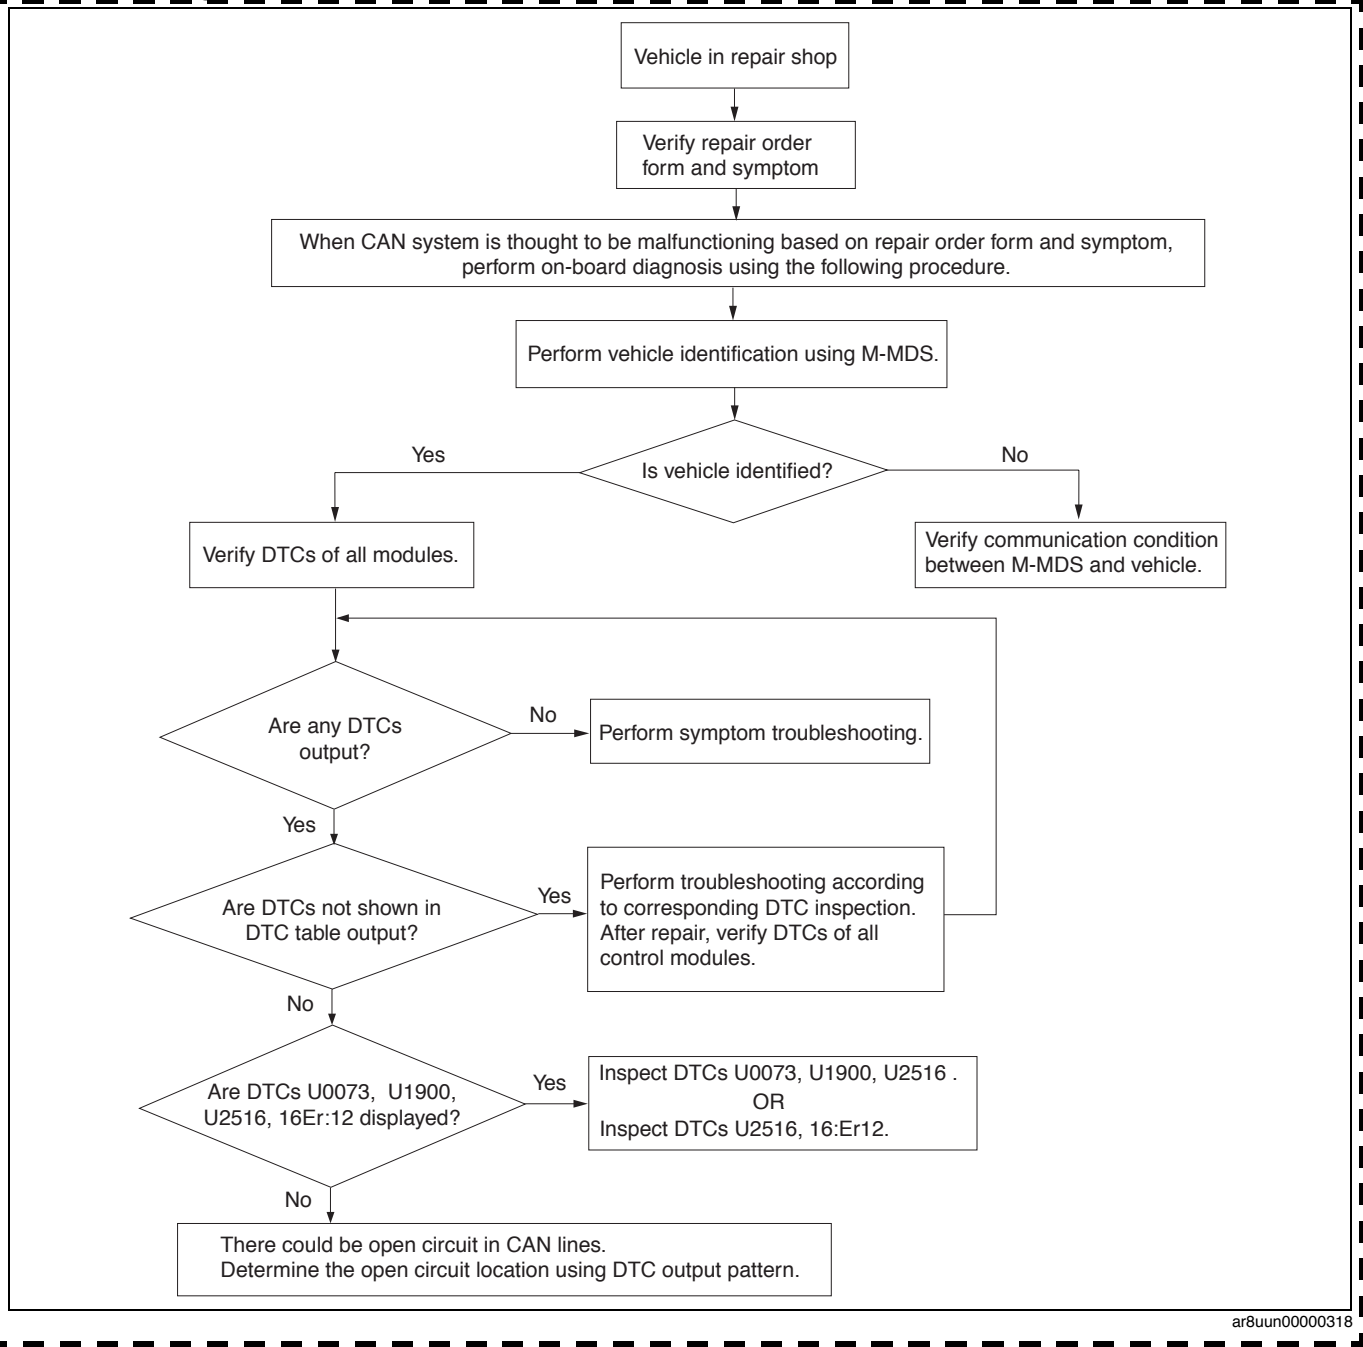 Vehicle in repair shop
Verify repair order
form and symptom
When CAN system is thought to be malfunctioning based on repair order form and symptom,
perform on-board diagnosis using the following procedure.
Perform vehicle identification using M-MDS.
Yes
Is vehicle identified?
No
Verify DTCs of all modules.
Verify communication condition
between M-MDS and vehicle.
Are any DTCs
output?
No
Perform symptom troubleshooting.
Yes
Are DTCs not shown in
DTC table output?
Yes
Perform troubleshooting according
to corresponding DTC inspection.
After repair, verify DTCs of all
control modules.
No
Are DTCs U0073, U1900,
U2516, 16Er:12 displayed?
Yes
Inspect DTCs U0073, U1900, U2516 .
OR
Inspect DTCs U2516, 16:Er12.
No
There could be open circuit in CAN lines.
Determine the open circuit location using DTC output pattern.
ar8uun00000318